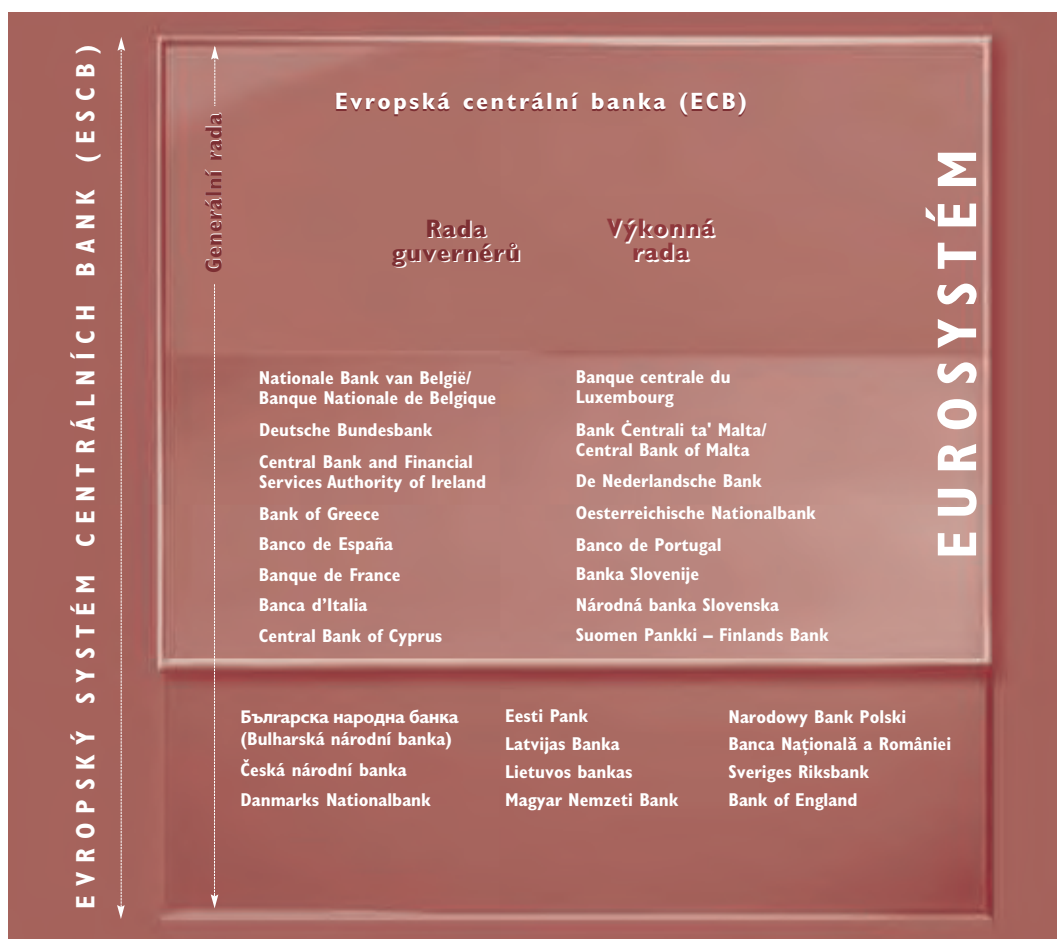 EVROPSKÝ SYSTÉM CENTRÁLNÍCH BANK (ESCB)
Generální rada
Evropská centrální banka (ECB)
Rada
guvernérů
Výkonná
rada
EUROSYSTÉM
Nationale Bank van België/
Banque Nationale de Belgique
Deutsche Bundesbank
Central Bank and Financial
Services Authority of Ireland
Bank of Greece
Banco de España
Banque de France
Banca d’Italia
Central Bank of Cyprus
Banque centrale du
Luxembourg
Bank Ċentrali ta' Malta/
Central Bank of Malta
De Nederlandsche Bank
Oesterreichische Nationalbank
Banco de Portugal
Banka Slovenije
Národná banka Slovenska
Suomen Pankki – Finlands Bank
Българска народна банка
(Bulharská národní banka)
Česká národní banka
Danmarks Nationalbank
Eesti Pank
Latvijas Banka
Lietuvos bankas
Magyar Nemzeti Bank
Narodowy Bank Polski
Banca Națională a României
Sveriges Riksbank
Bank of England